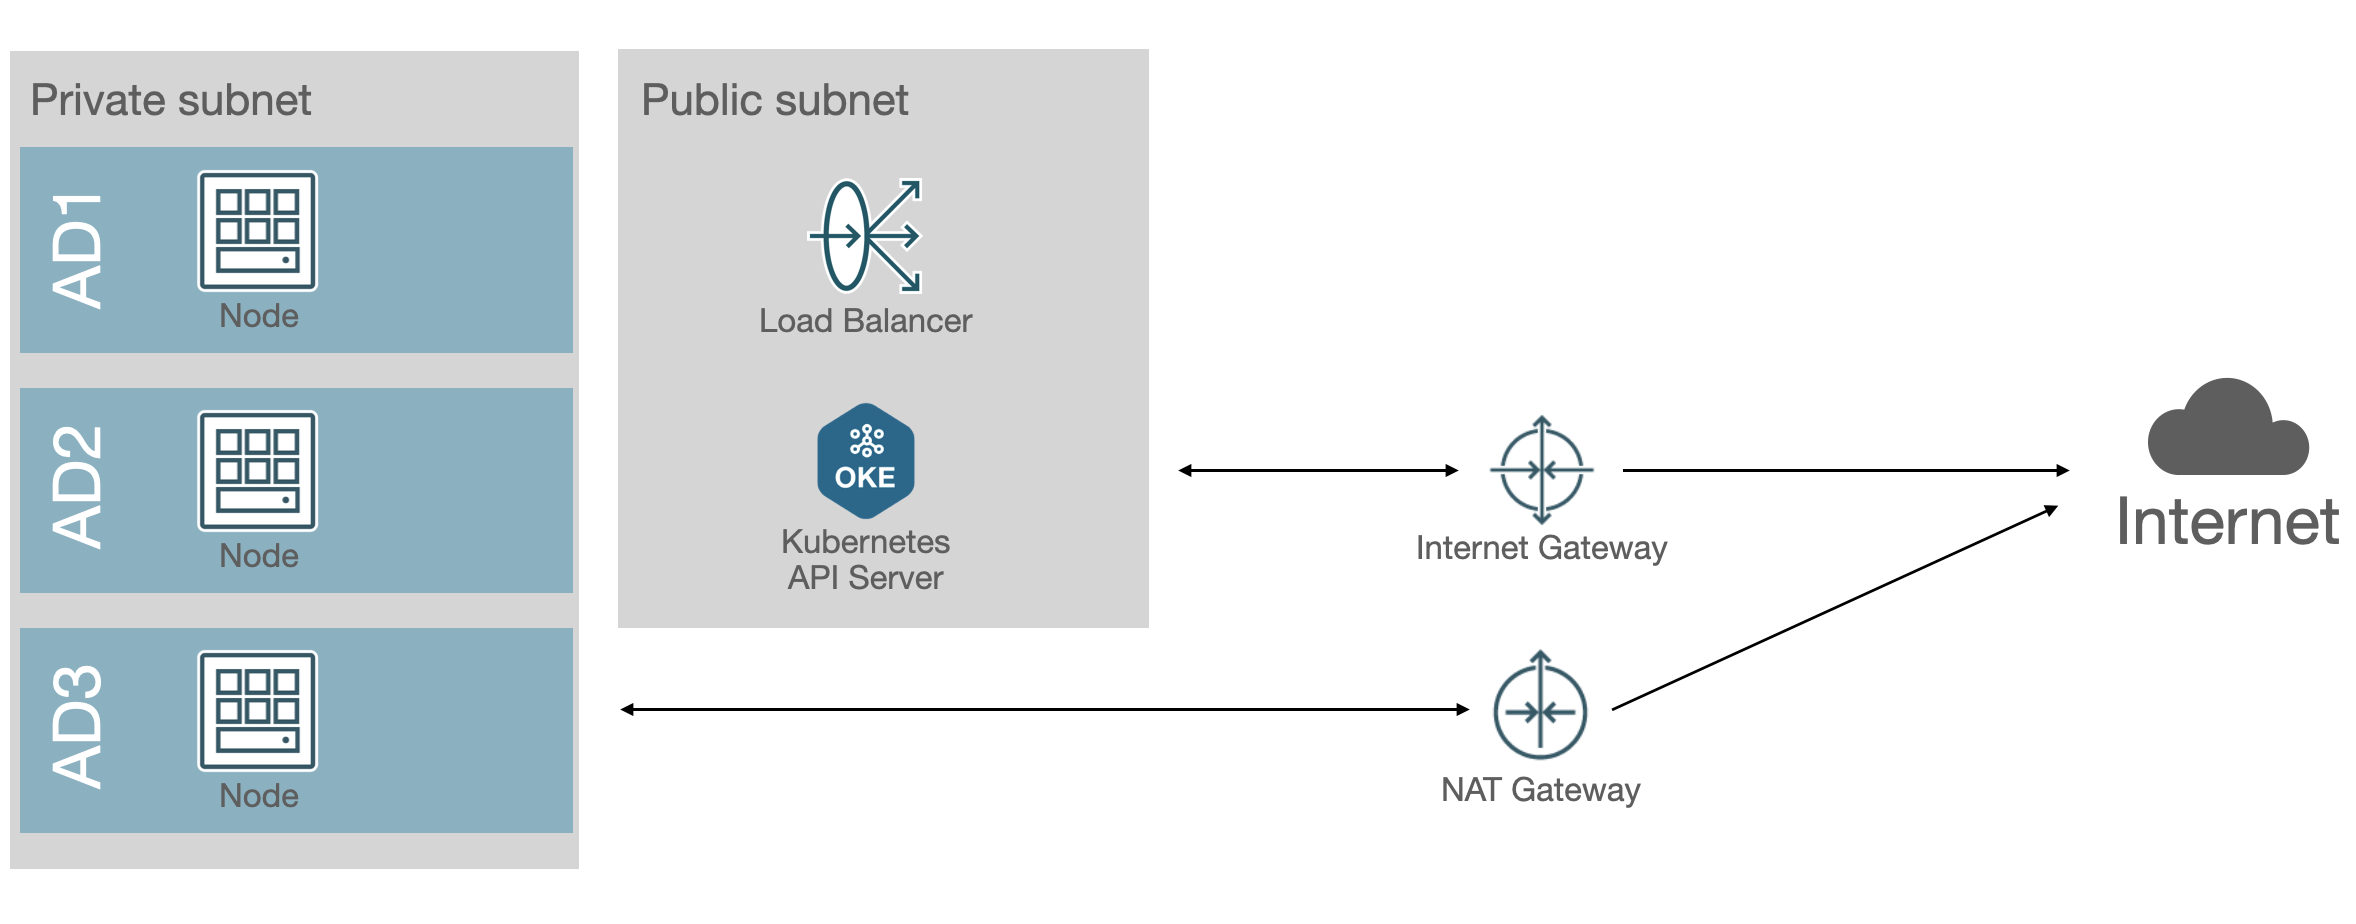 Private subnet
AD1
Node
AD2
Node
AD3
Node
Public subnet
Load Balancer
OKE
Kubernetes
API Server
Internet Gateway
NAT Gateway
Internet